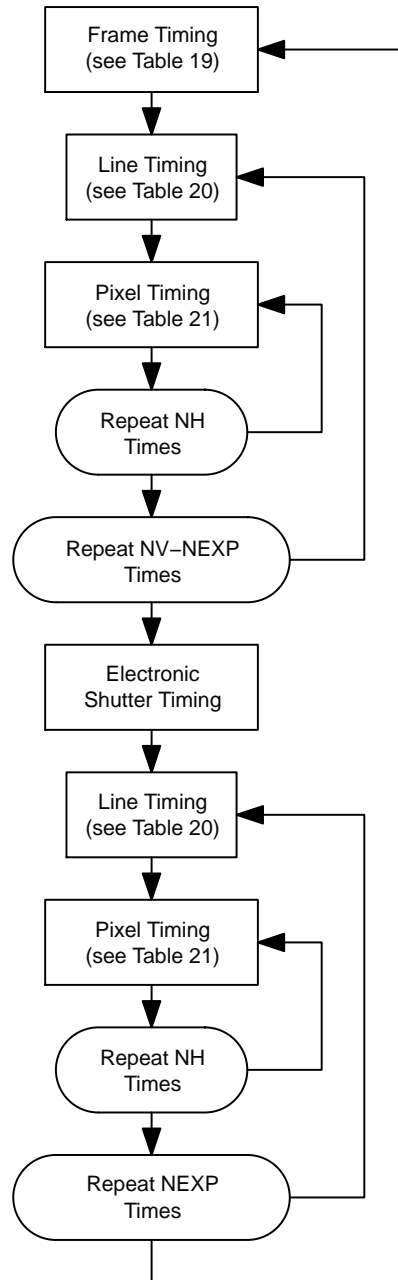 Frame Timing
(see Table 19)
Line Timing
(see Table 20)
Pixel Timing
(see Table 21)
Repeat NH
Times
Repeat NV−NEXP
Times
Electronic
Shutter Timing
Line Timing
(see Table 20)
Pixel Timing
(see Table 21)
Repeat NH
Times
Repeat NEXP
Times